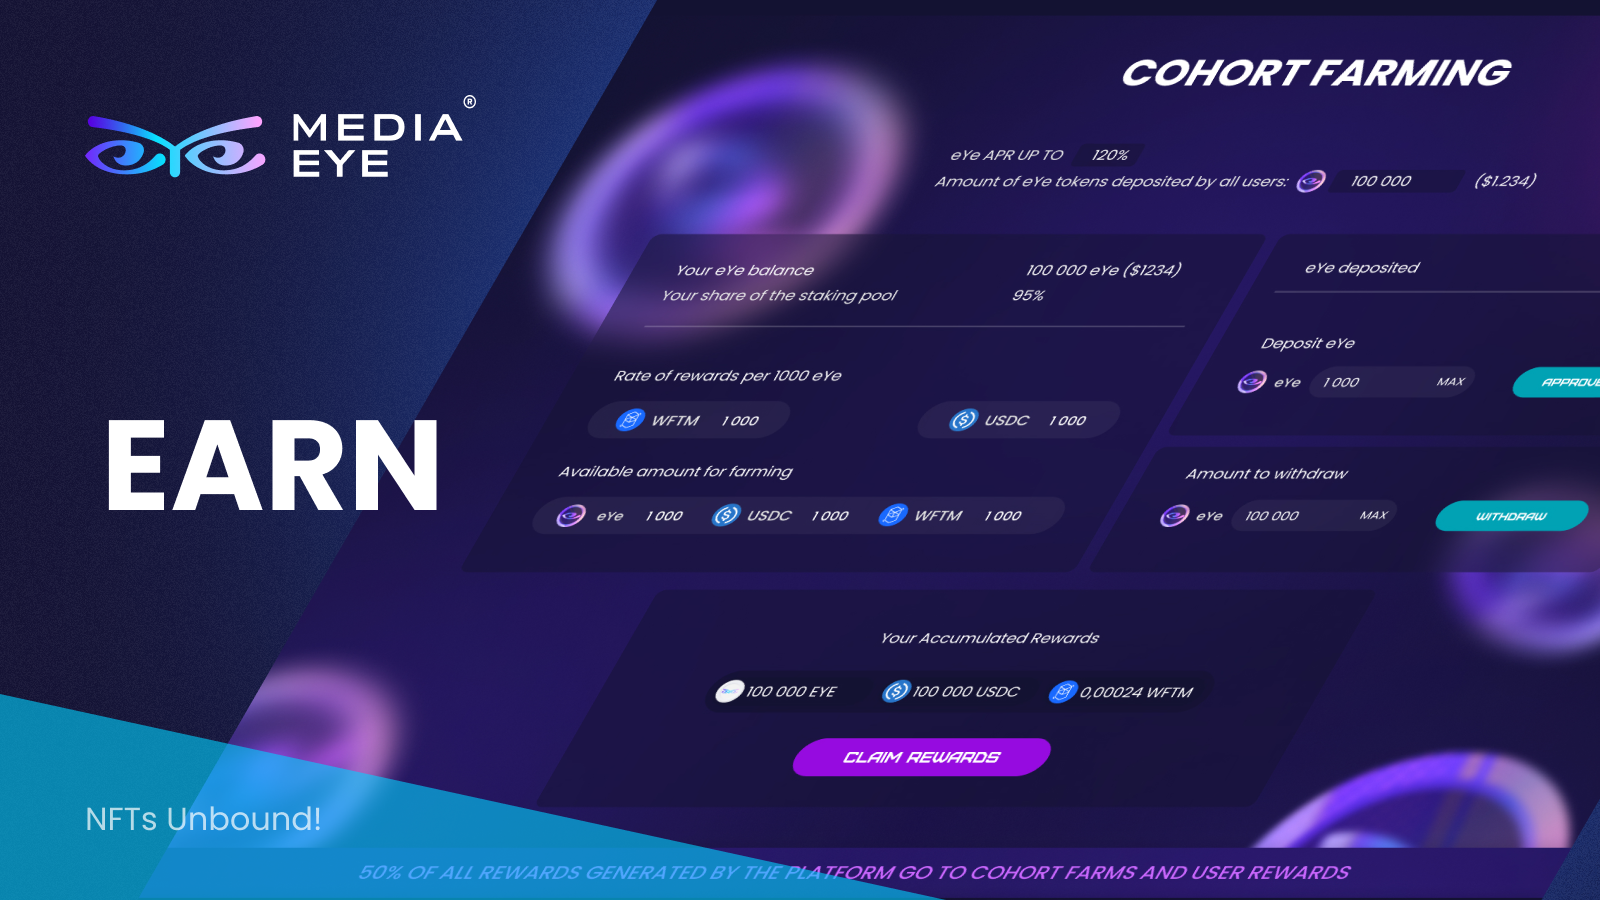 MEDIA ®
EYE
EARN
NFTs Unbound!
COHORT FARMING
eYe APR UP TO 120%
Amount of eYe tokens deposited by all users: 100 000 ($1.234)
Your eYe balance 100 000 eYe ($1234)
Your share of the staking pool 95%
Rate of rewards per 1000 eYe
WFTM 1 000 USDC 1 000
Available amount for farming
eYe 1 000 USDC 1 000 WFTM 1 000
eYe deposited
Deposit eYe
eYe 1 000 MAX
Amount to withdraw
eYe 100 000 MAX WITHDRAW
Your Accumulated Rewards
100 000 EYE 100 000 USDC 0,00024 WFTM
CLAIM REWARDS
50% OF ALL REWARDS GENERATED BY THE PLATFORM GO TO COHORT FARMS AND USER REWARDS